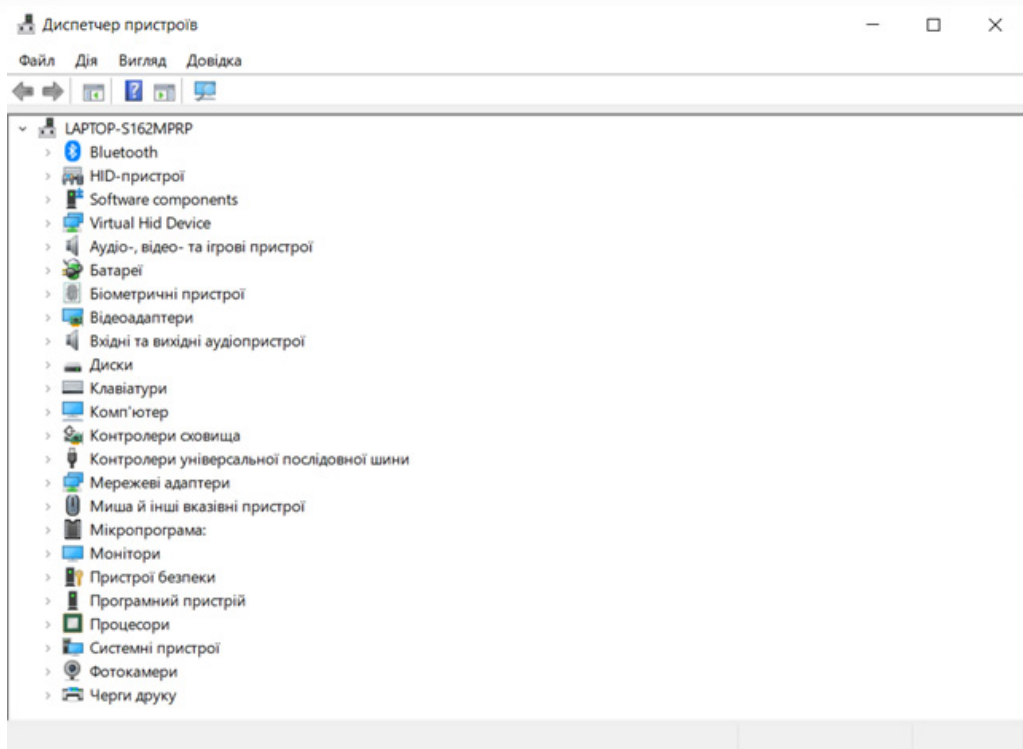 Диспетчер пристроїв
Файл Дія Вигляд Довідка
LAPTOP-S162MPRP
Bluetooth
HID-пристрої
Software components
Virtual Hid Device
Аудіо-, відео- та ігрові пристрої
Батареї
Біометричні пристрої
Відеоадаптери
Вхідні та вихідні аудіопристрої
Диски
Клавіатури
Комп'ютер
Контролери сховища
Контролери універсальної послідовної шини
Мережеві адаптери
Миша й інші вказівні пристрої
Мікропрограма:
Монітори
Пристрої безпеки
Програмний пристрій
Процесори
Системні пристрої
Фотокамери
Черги друку